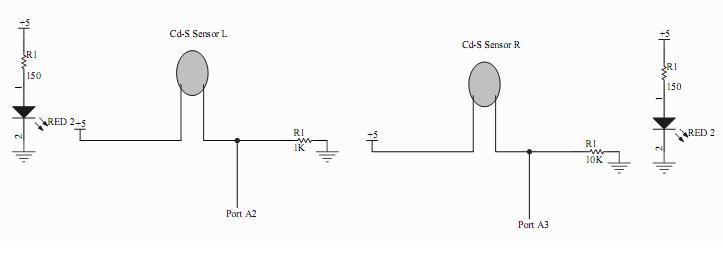 +5
R1
150
1
RED 2
2
+5
Cd-S Sensor L
R1
1K
Port A2
+5
Cd-S Sensor R
R1
10K
Port A3
+5
R1
150
1
RED 2
2